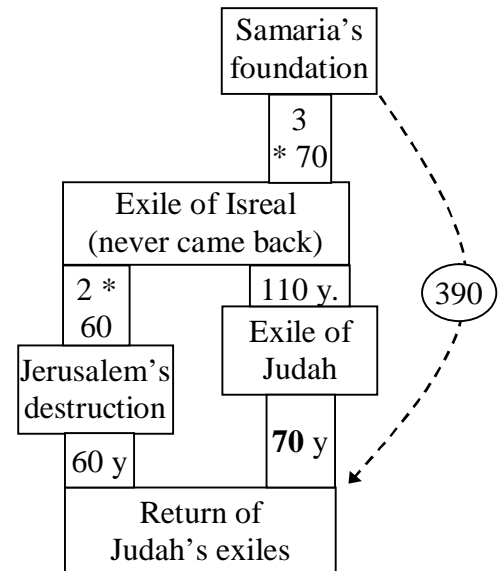 Samaria's
foundation
3
* 70
Exile of Isreal
(never came back)
2 *
60
110 y.
390
Exile of
Judah
Jerusalem's
destruction
60 y
70 y
Return of
Judah's exiles